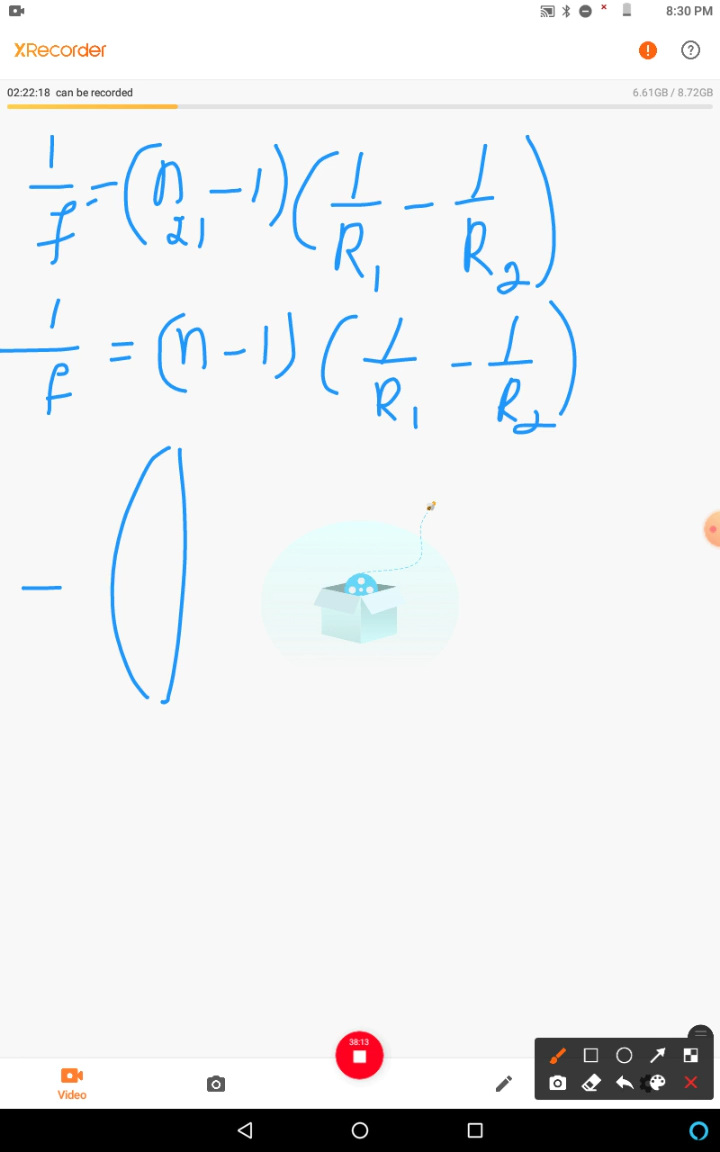 8:30 PM
XRecorder
02:22:18 can be recorded 6.61GB / 8.72GB
1/f = (n21 - 1)(1/R1 - 1/R2)
1/f = (n - 1)(1/R1 - 1/R2)
38:13
Video